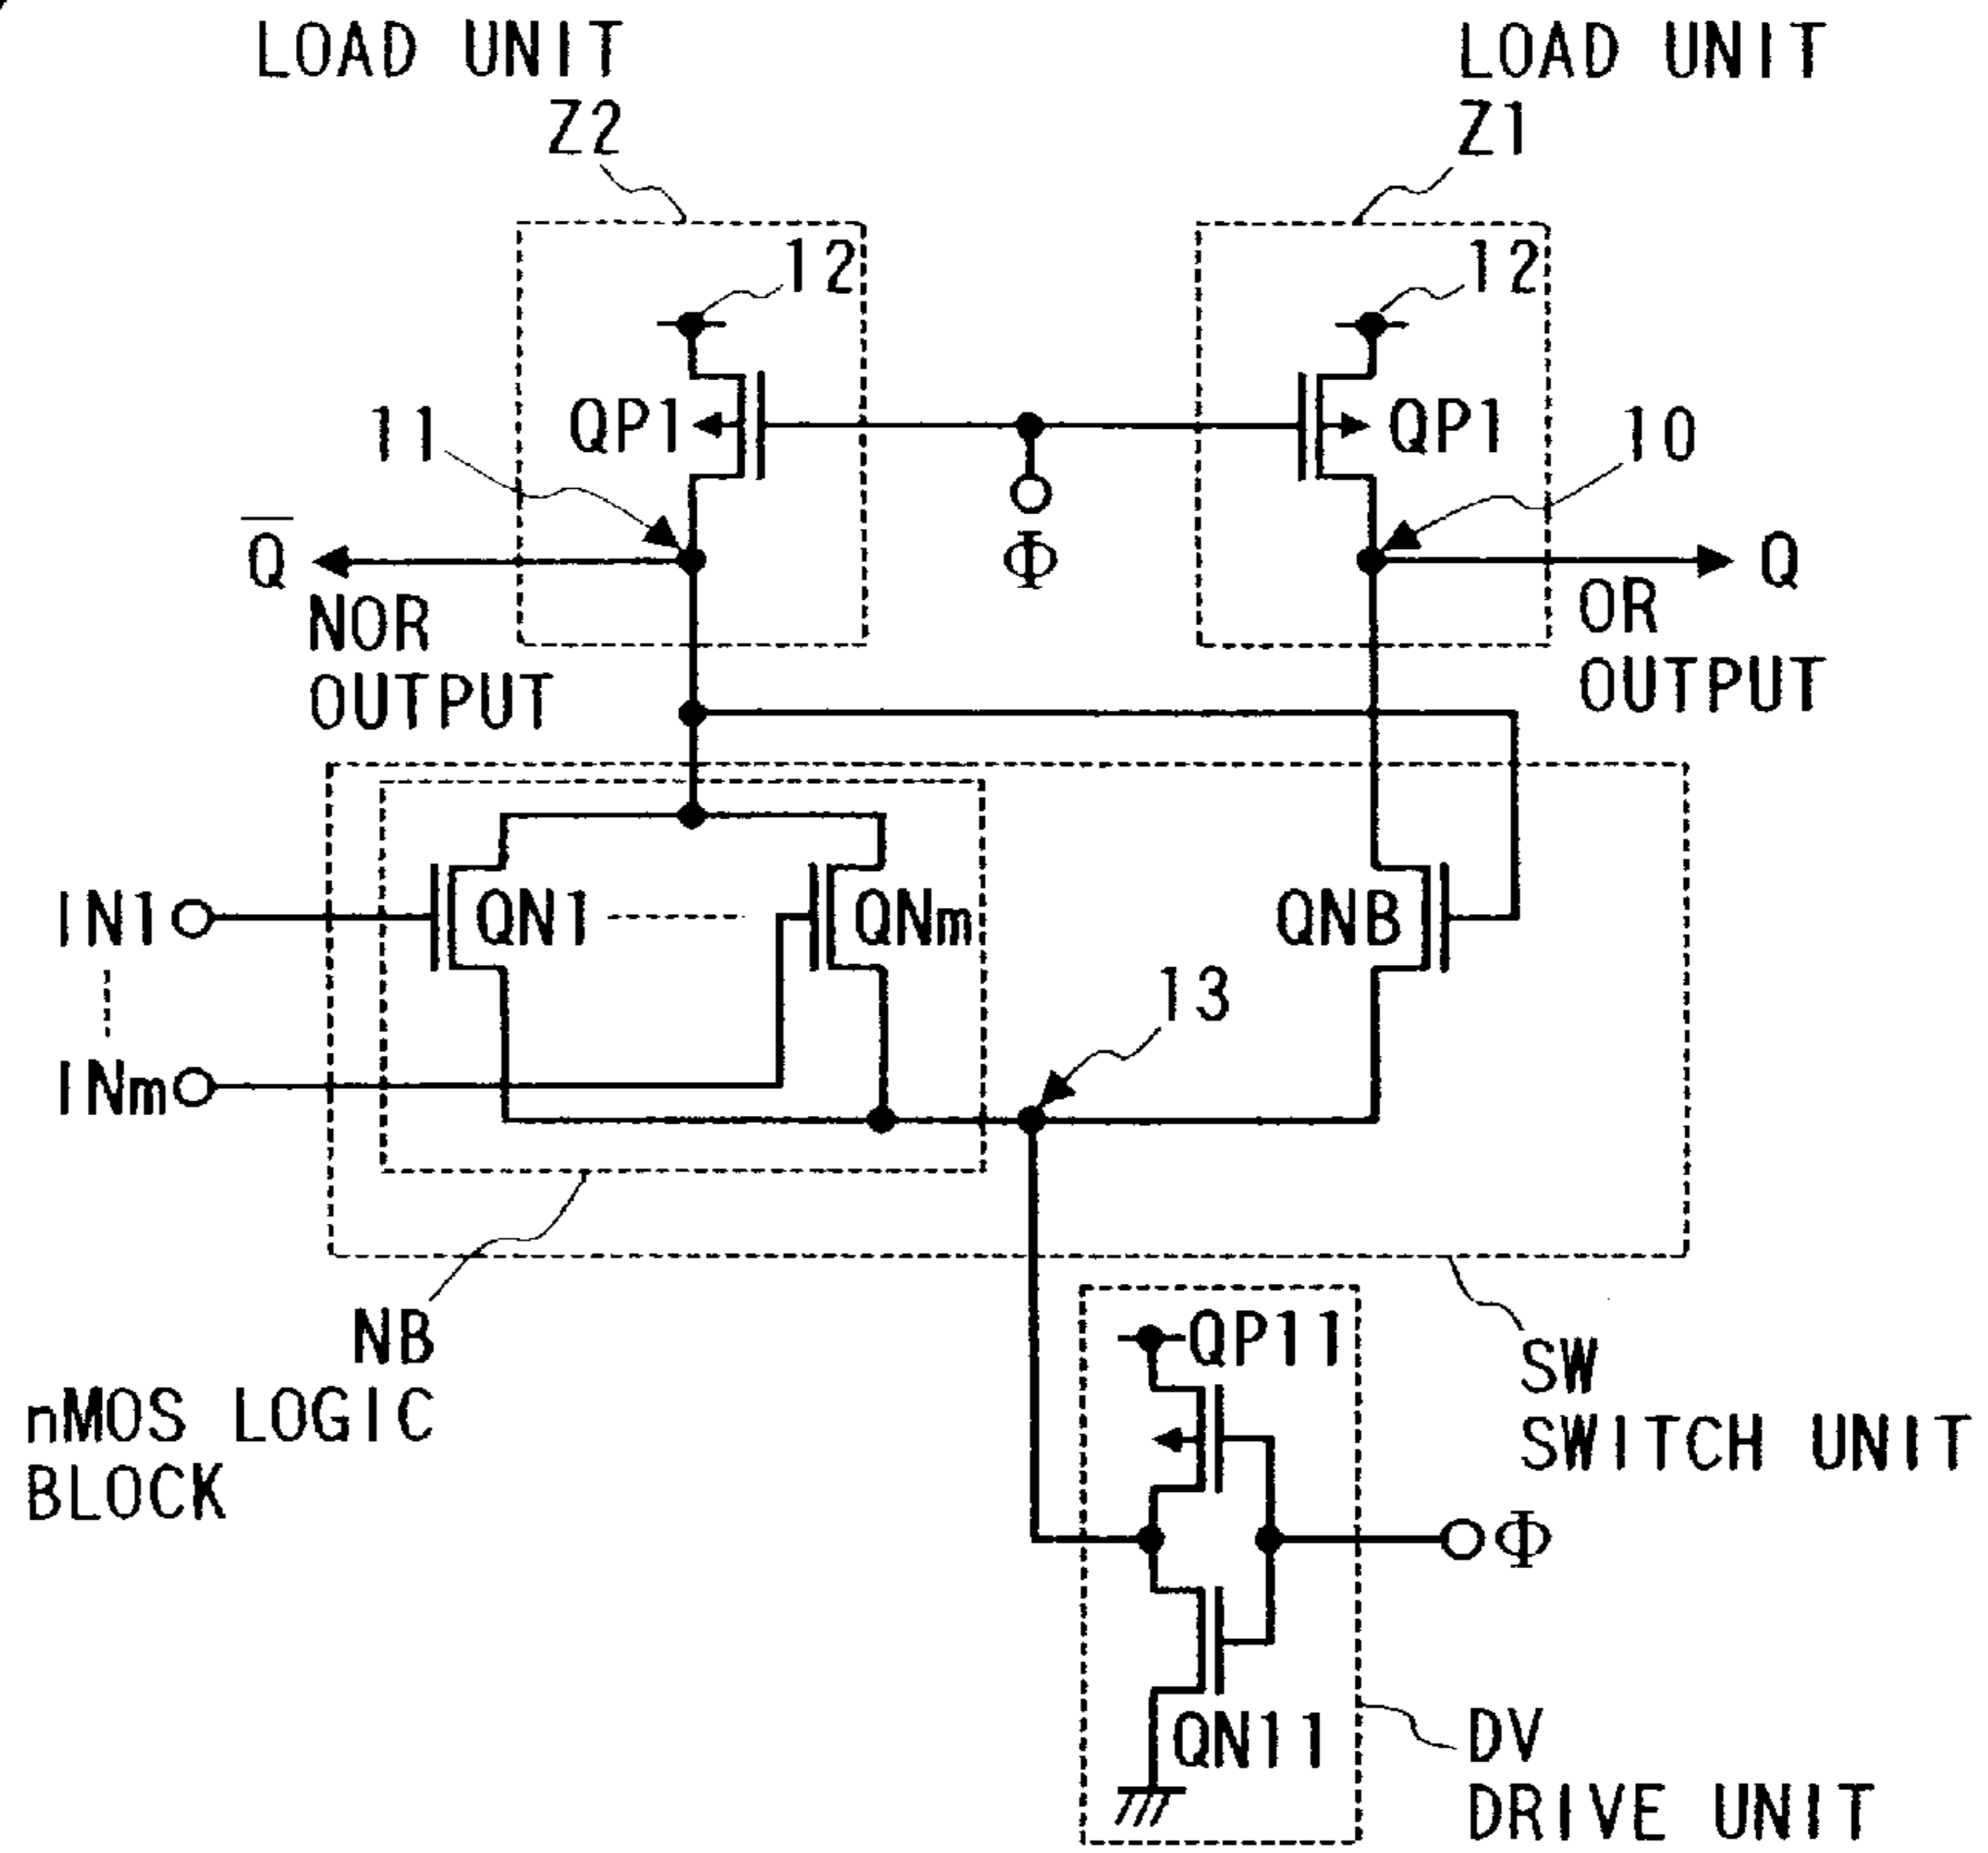 LOAD UNIT
Z2
LOAD UNIT
Z1
12
12
QP1
QP1
11
10
Φ
Q̅
NOR
OUTPUT
Q
OR
OUTPUT
IN1
QN1
QNm
QNB
INm
13
NB
nMOS LOGIC
BLOCK
SW
SWITCH UNIT
QP11
Φ
QN11
DV
DRIVE UNIT